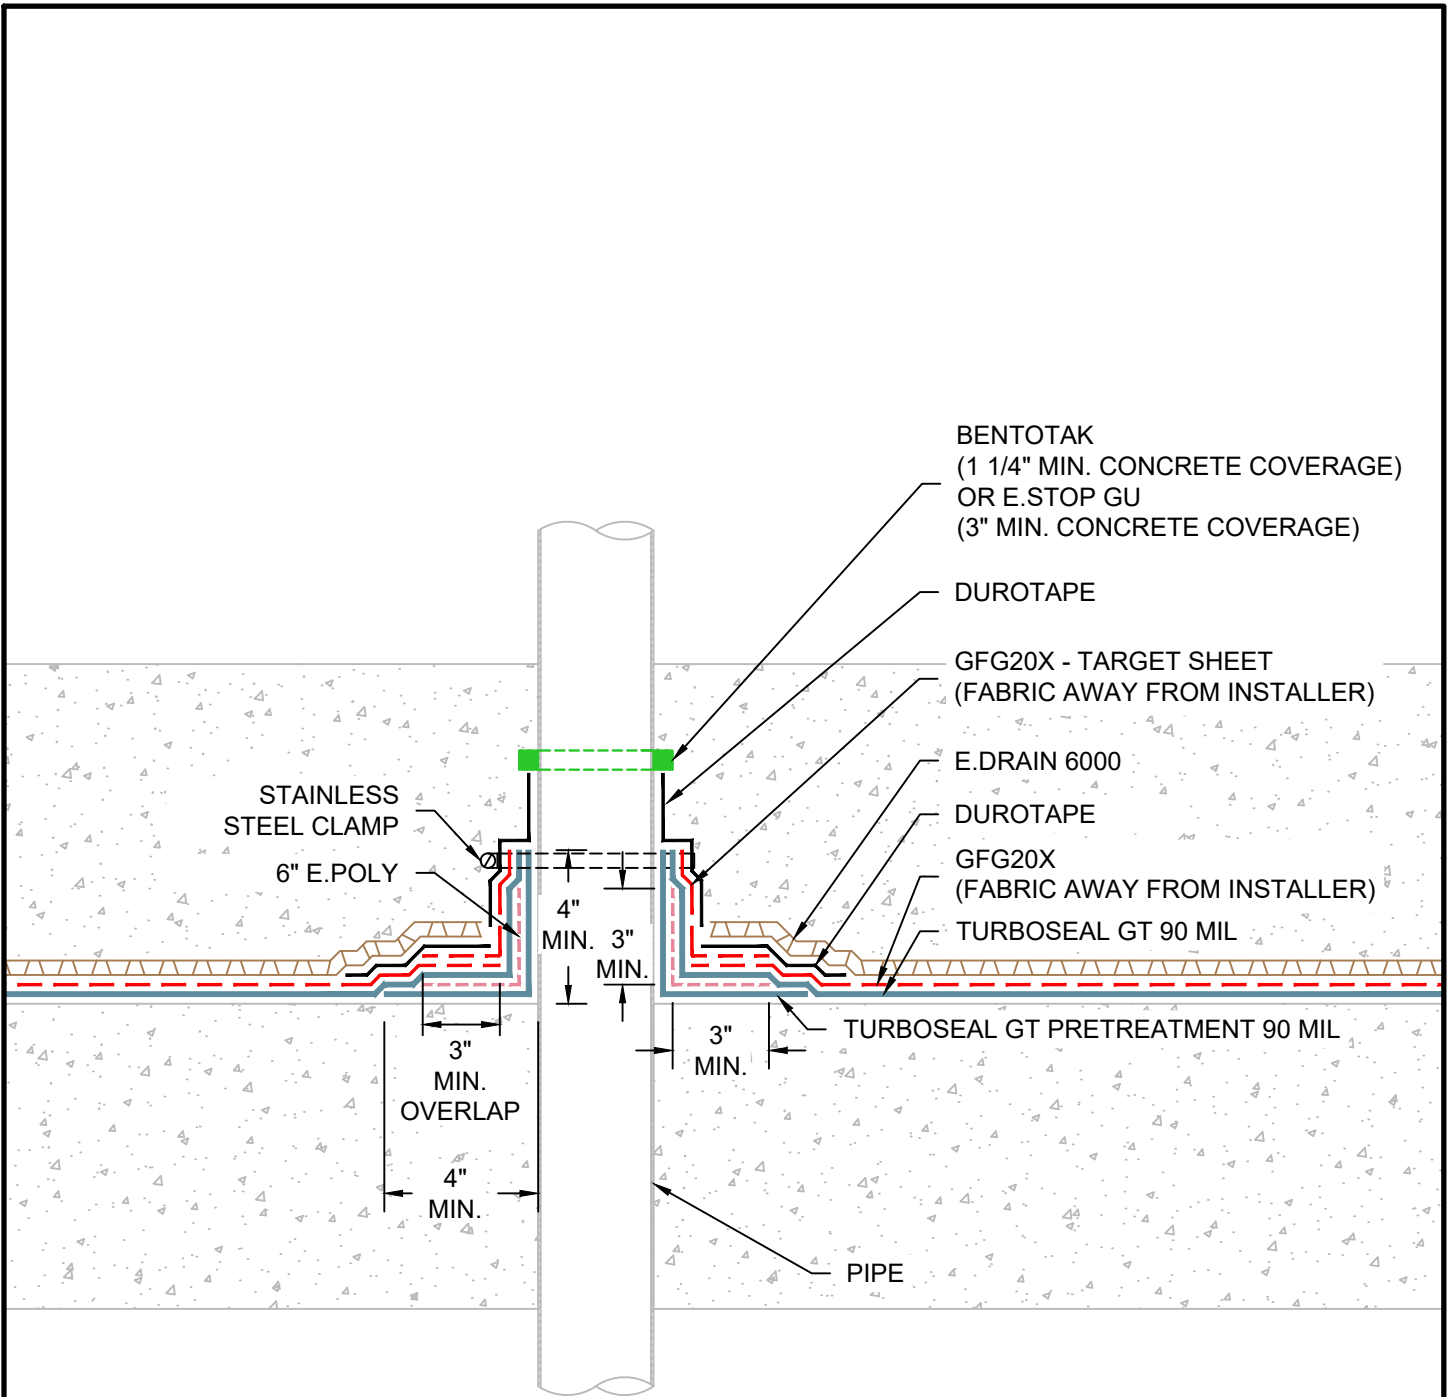 BENTOTAK
(1 1/4" MIN. CONCRETE COVERAGE)
OR E.STOP GU
(3" MIN. CONCRETE COVERAGE)
DUROTAPE
GFG20X - TARGET SHEET
(FABRIC AWAY FROM INSTALLER)
E.DRAIN 6000
DUROTAPE
GFG20X
(FABRIC AWAY FROM INSTALLER)
TURBOSEAL GT 90 MIL
TURBOSEAL GT PRETREATMENT 90 MIL
STAINLESS
STEEL CLAMP
6" E.POLY
4"
MIN.
3"
MIN.
3"
MIN.
OVERLAP
3"
MIN.
4"
MIN.
PIPE